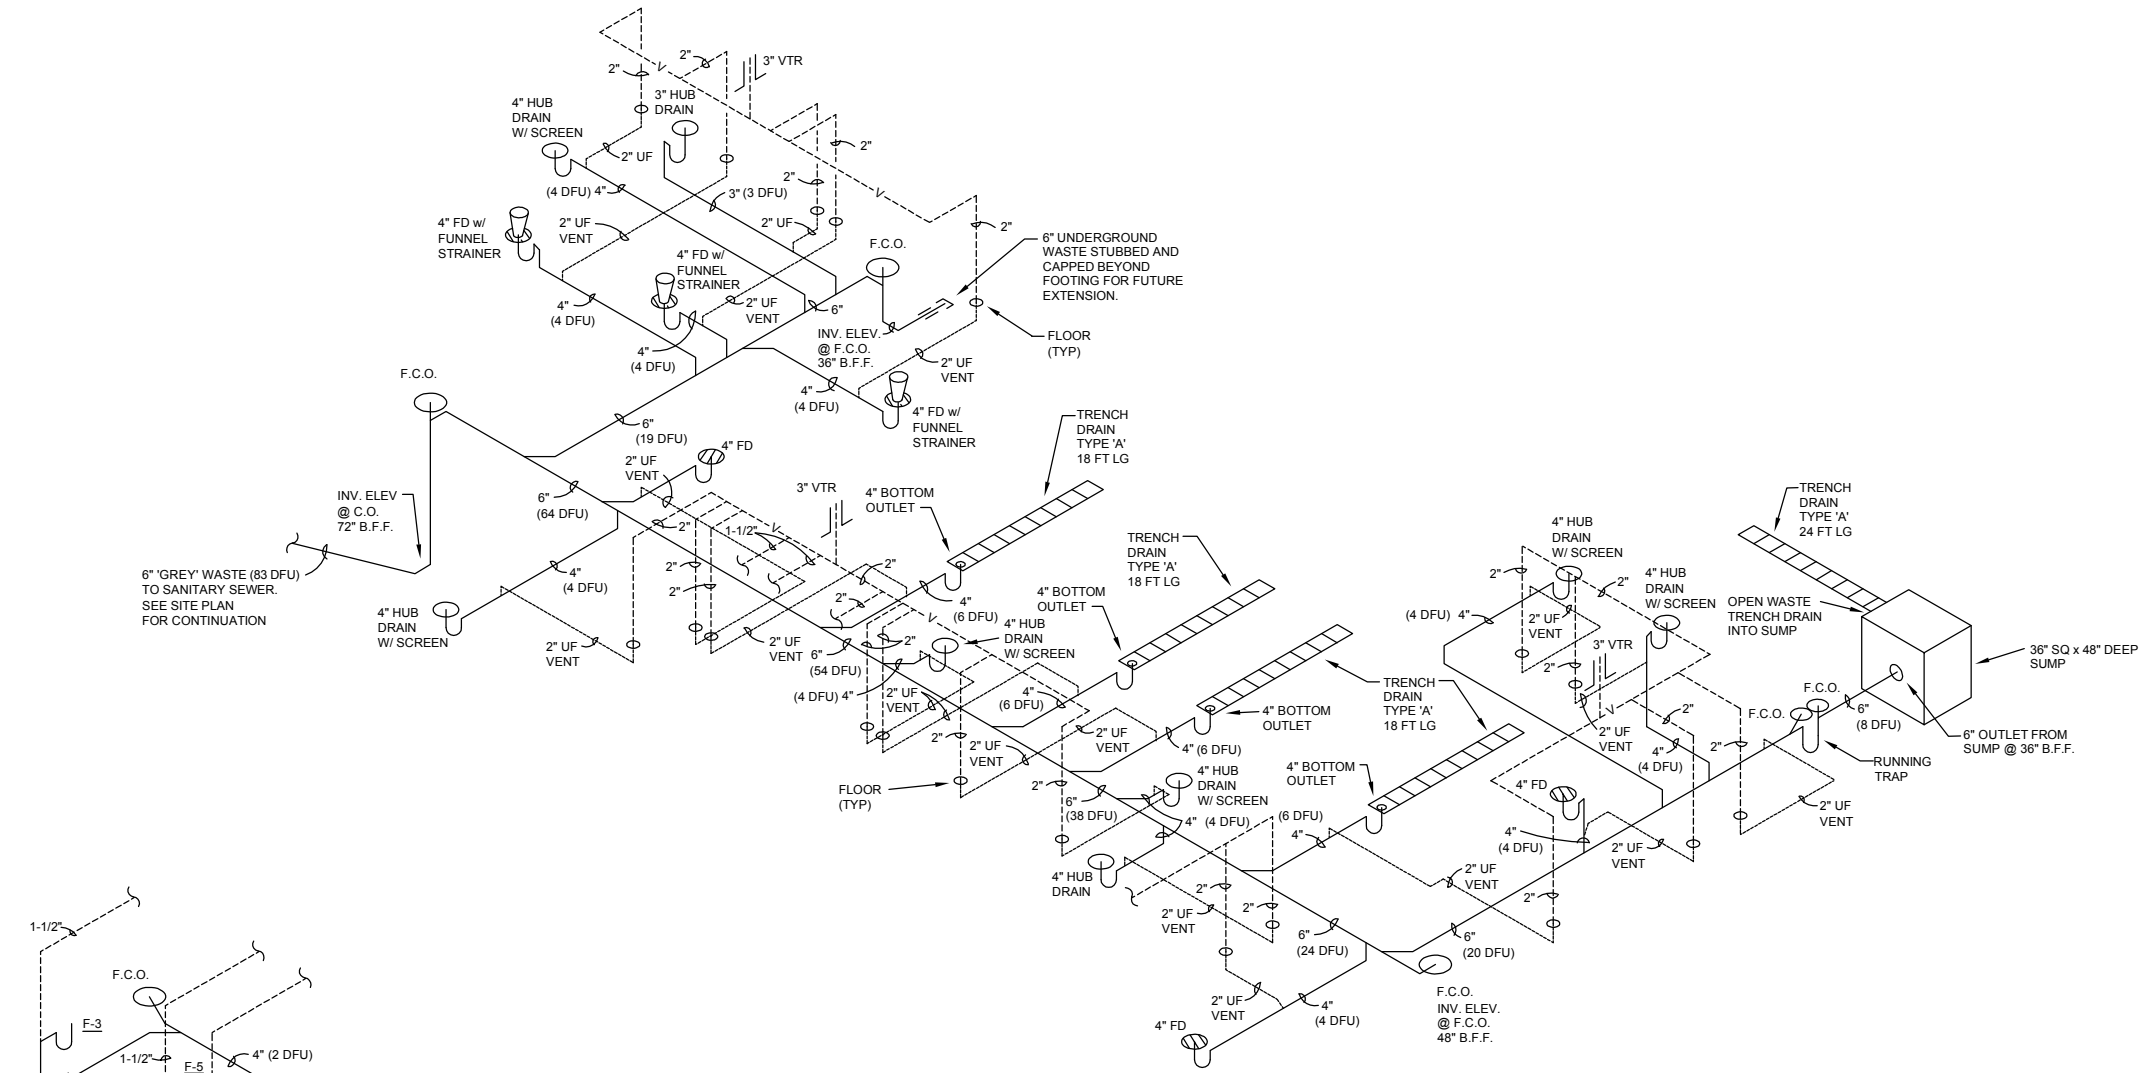 2"
2"
3" VTR
4" HUB
DRAIN
W/ SCREEN
3" HUB
DRAIN
V
2" UF
2"
(4 DFU) 4"
3" (3 DFU)
2"
V
4" FD w/
FUNNEL
STRAINER
2" UF
VENT
2" UF
2"
F.C.O.
6" UNDERGROUND
WASTE STUBBED AND
CAPPED BEYOND
FOOTING FOR FUTURE
EXTENSION.
4" FD w/
FUNNEL
STRAINER
4"
(4 DFU)
2" UF
VENT
6"
INV. ELEV.
@ F.C.O.
36" B.F.F.
FLOOR
(TYP)
4"
(4 DFU)
2" UF
VENT
4"
(4 DFU)
F.C.O.
4" FD w/
FUNNEL
STRAINER
6"
(19 DFU)
4" FD
2" UF
VENT
TRENCH
DRAIN
TYPE 'A'
18 FT LG
INV. ELEV
@ C.O.
72" B.F.F.
6"
(64 DFU)
3" VTR
4" BOTTOM
OUTLET
2"
1-1/2"
V
6" 'GREY' WASTE (83 DFU)
TO SANITARY SEWER.
SEE SITE PLAN
FOR CONTINUATION
4"
(4 DFU)
2"
2"
2"
2"
4"
(6 DFU)
TRENCH
DRAIN
TYPE 'A'
18 FT LG
4" BOTTOM
OUTLET
4" HUB
DRAIN
W/ SCREEN
2" UF
VENT
2" UF
VENT
6"
(54 DFU)
2"
V
4" HUB
DRAIN
W/ SCREEN
(4 DFU) 4"
2" UF
VENT
4"
(6 DFU)
TRENCH
DRAIN
TYPE 'A'
18 FT LG
4" BOTTOM
OUTLET
2"
2" UF
VENT
2" UF
VENT
4" (6 DFU)
FLOOR
(TYP)
2"
6"
(38 DFU)
4" HUB
DRAIN
W/ SCREEN
4" (4 DFU)
4" BOTTOM
OUTLET
(6 DFU)
4"
4" HUB
DRAIN
2"
2"
2" UF
VENT
2" UF
VENT
6"
(24 DFU)
6"
(20 DFU)
2"
2" UF
VENT
4"
(4 DFU)
4" FD
F.C.O.
INV. ELEV.
@ F.C.O.
48" B.F.F.
4" HUB
DRAIN
W/ SCREEN
2"
2"
4" HUB
DRAIN
W/ SCREEN
(4 DFU) 4"
2" UF
VENT
3" VTR
2"
V
2" UF
VENT
2"
4"
(4 DFU)
2"
4" FD
4"
(4 DFU)
2" UF
VENT
2" UF
VENT
TRENCH
DRAIN
TYPE 'A'
24 FT LG
OPEN WASTE
TRENCH DRAIN
INTO SUMP
36" SQ x 48" DEEP
SUMP
F.C.O.
F.C.O.
6"
(8 DFU)
6" OUTLET FROM
SUMP @ 36" B.F.F.
RUNNING
TRAP
1-1/2"
F.C.O.
F-3
1-1/2"
F-5
4" (2 DFU)